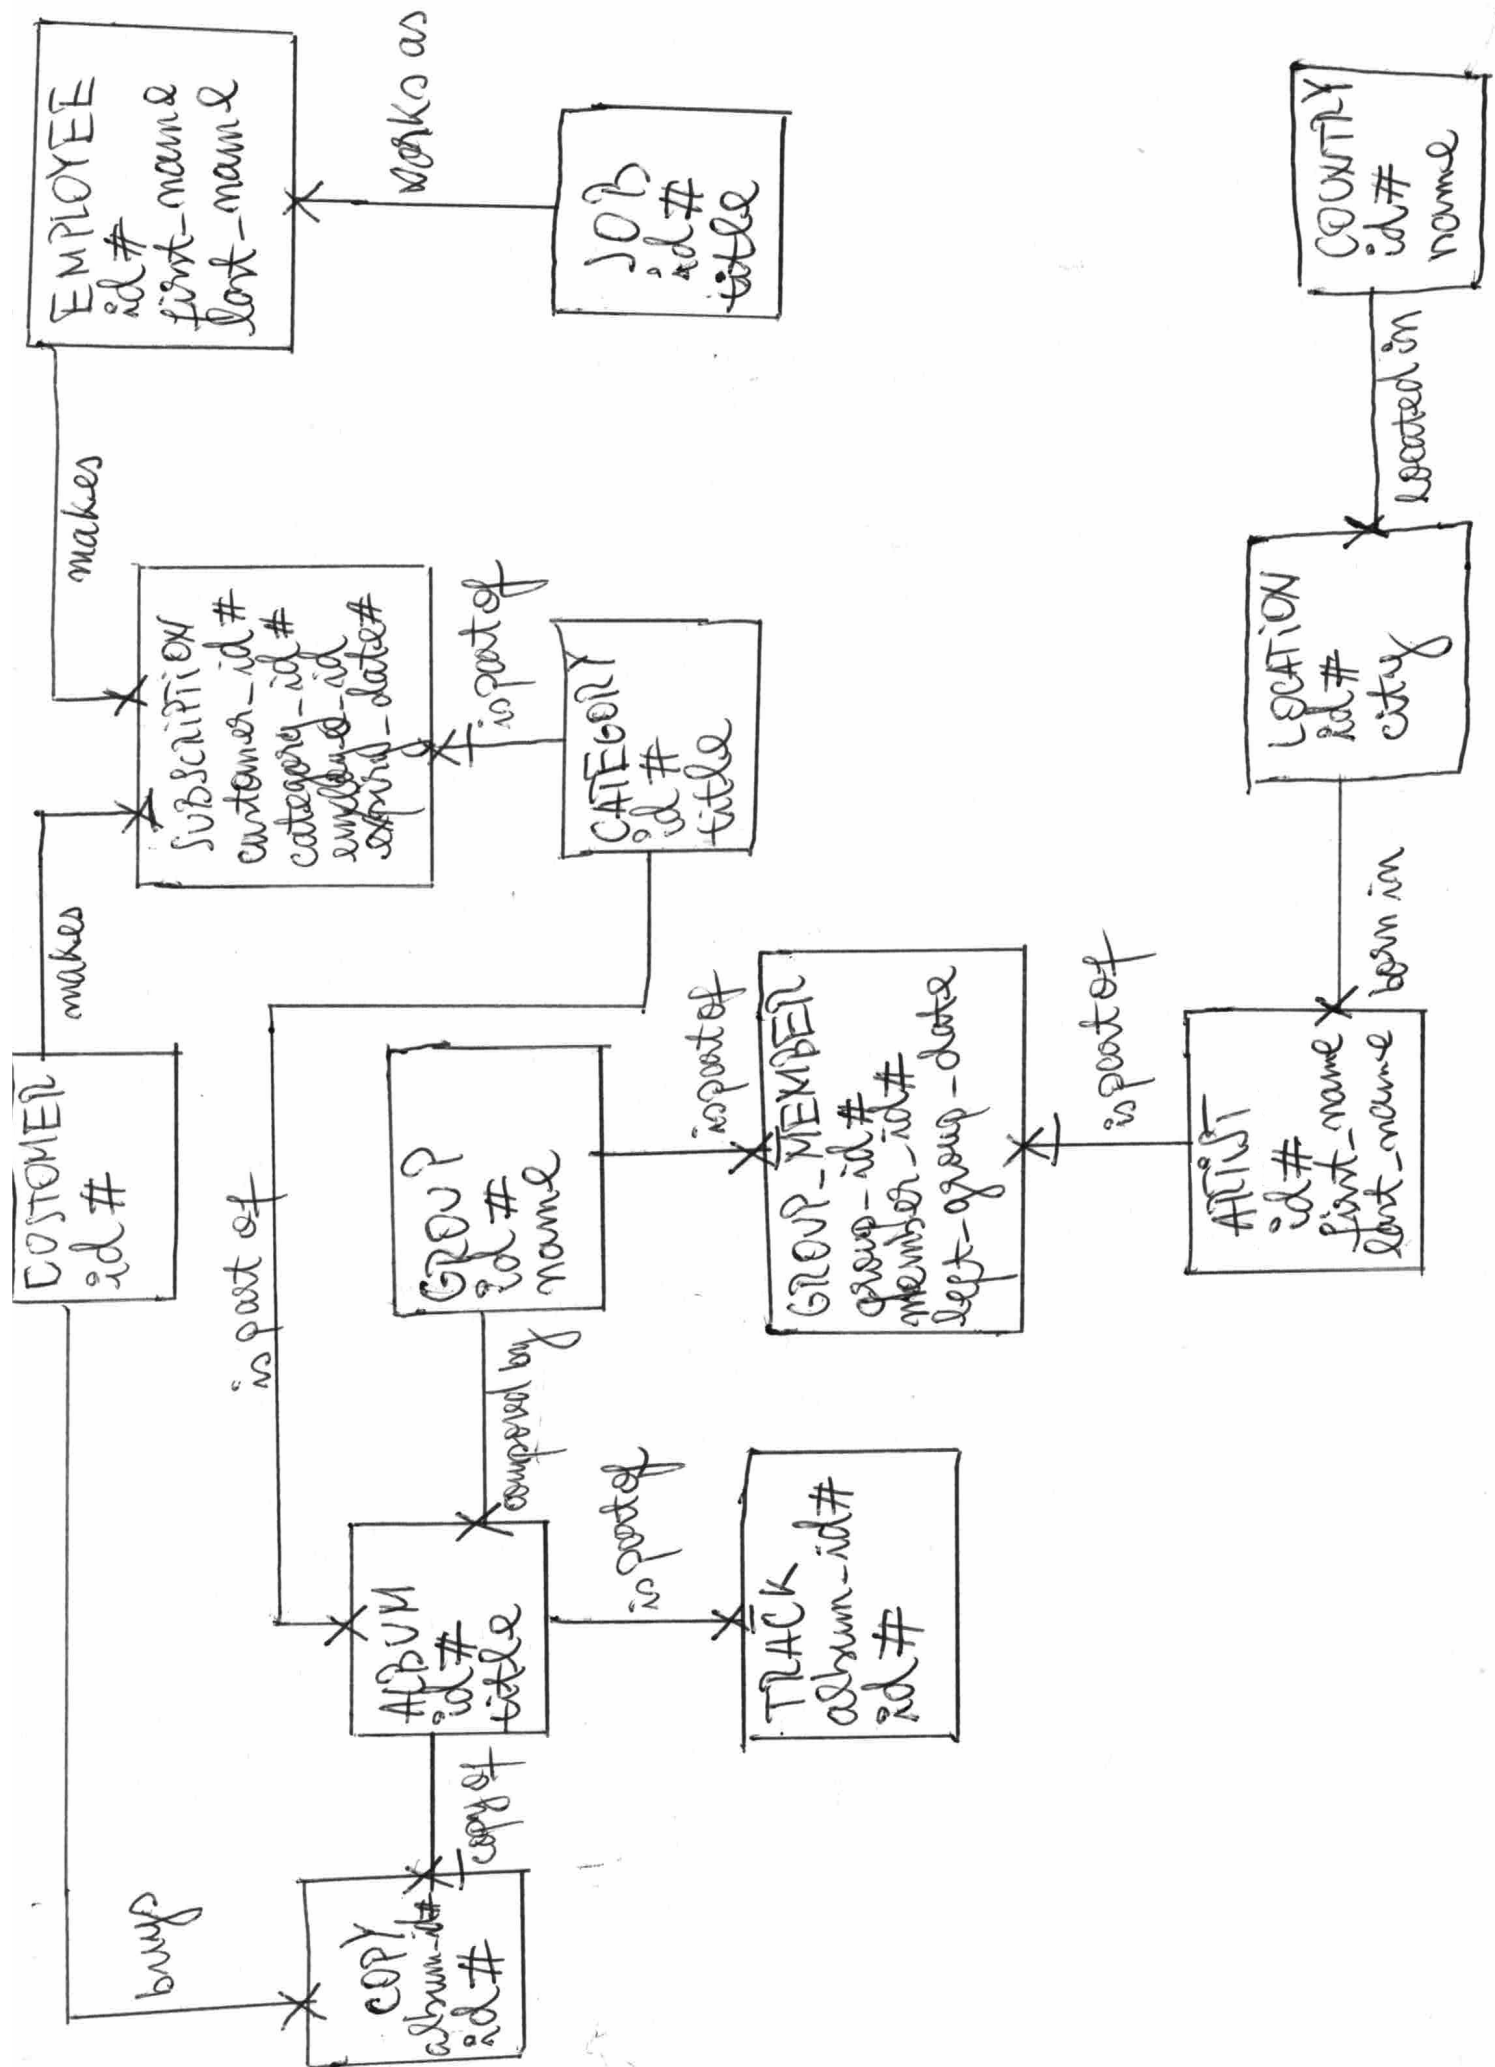 COSTOMER
id #
makes
makes
EMPLOYEE
id #
first_name
last_name
works as
JOB
id #
title
SUBSCRIPTION
customer_id #
category_id #
employee_id
expire_date #
is part of
CATEGORY
id #
title
is part of
buys
COPY
album_id #
id #
copy of
ALBUM
id #
title
composed by
GROUP
id #
name
is part of
TRACK
album_id #
id #
is part of
GROUP_MEMBER
group_id #
member_id #
left_group_date
is part of
ARTIST
id #
first_name
last_name
born in
LOCATION
id #
city
located in
COUNTRY
id #
name